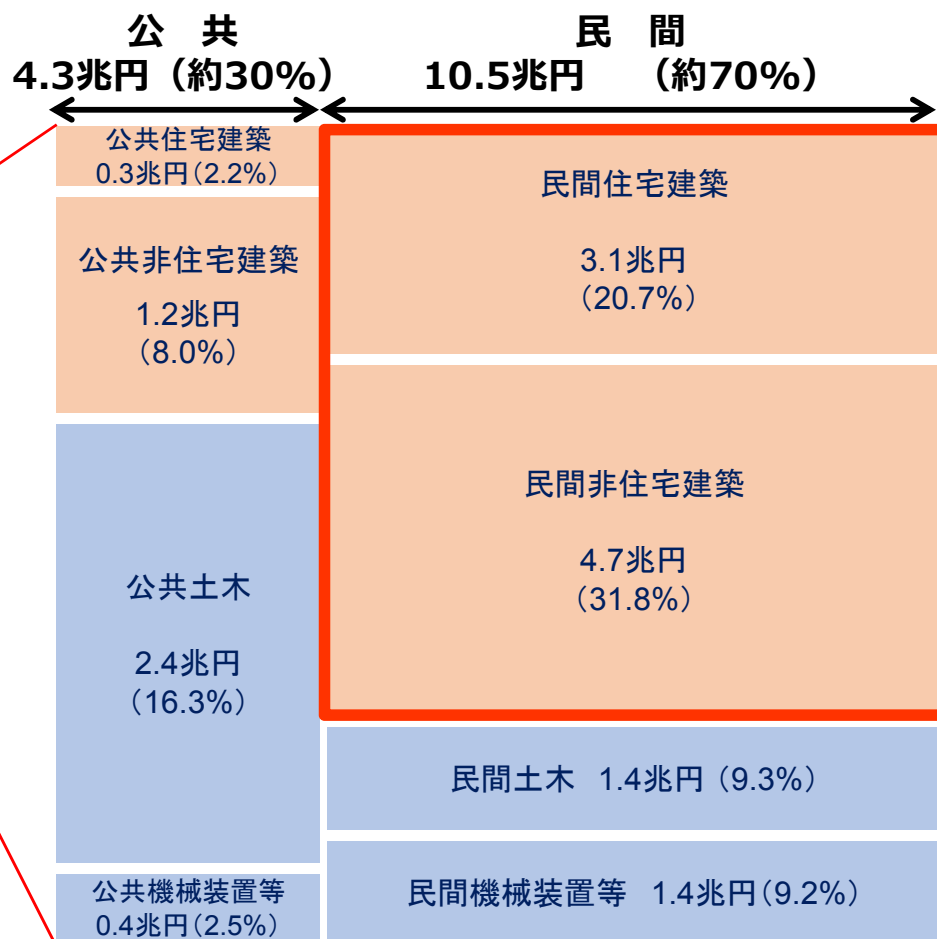 公　共
4.3兆円（約30%）
民　間
10.5兆円　（約70%）
公共住宅建築
0.3兆円（2.2%）
公共非住宅建築
1.2兆円
（8.0%）
公共土木
2.4兆円
（16.3%）
公共機械装置等
0.4兆円（2.5%）
民間住宅建築
3.1兆円
（20.7%）
民間非住宅建築
4.7兆円
（31.8%）
民間土木　1.4兆円（9.3%）
民間機械装置等　1.4兆円（9.2%）